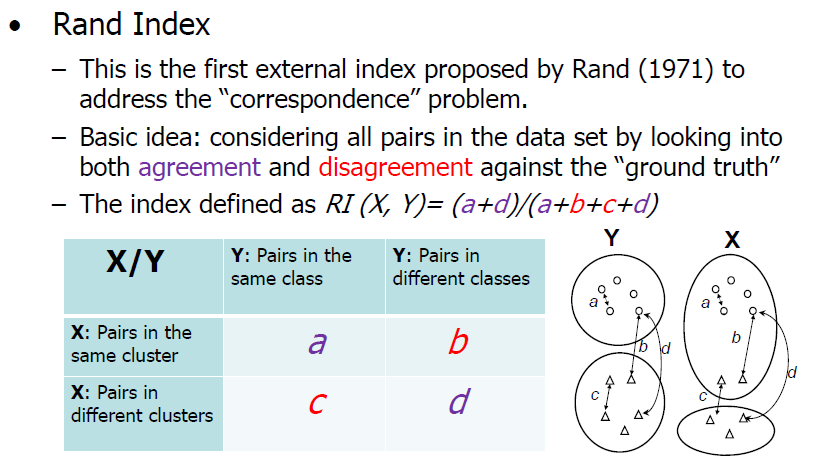 • Rand Index
– This is the first external index proposed by Rand (1971) to
address the “correspondence” problem.
– Basic idea: considering all pairs in the data set by looking into
both agreement and disagreement against the “ground truth”
– The index defined as RI (X, Y)= (a+d)/(a+b+c+d)
X/Y
Y: Pairs in the
same class
Y: Pairs in
different classes
X: Pairs in the
same cluster
a
b
X: Pairs in
different clusters
c
d
Y
X
a
b
d
c
a
b
d
c